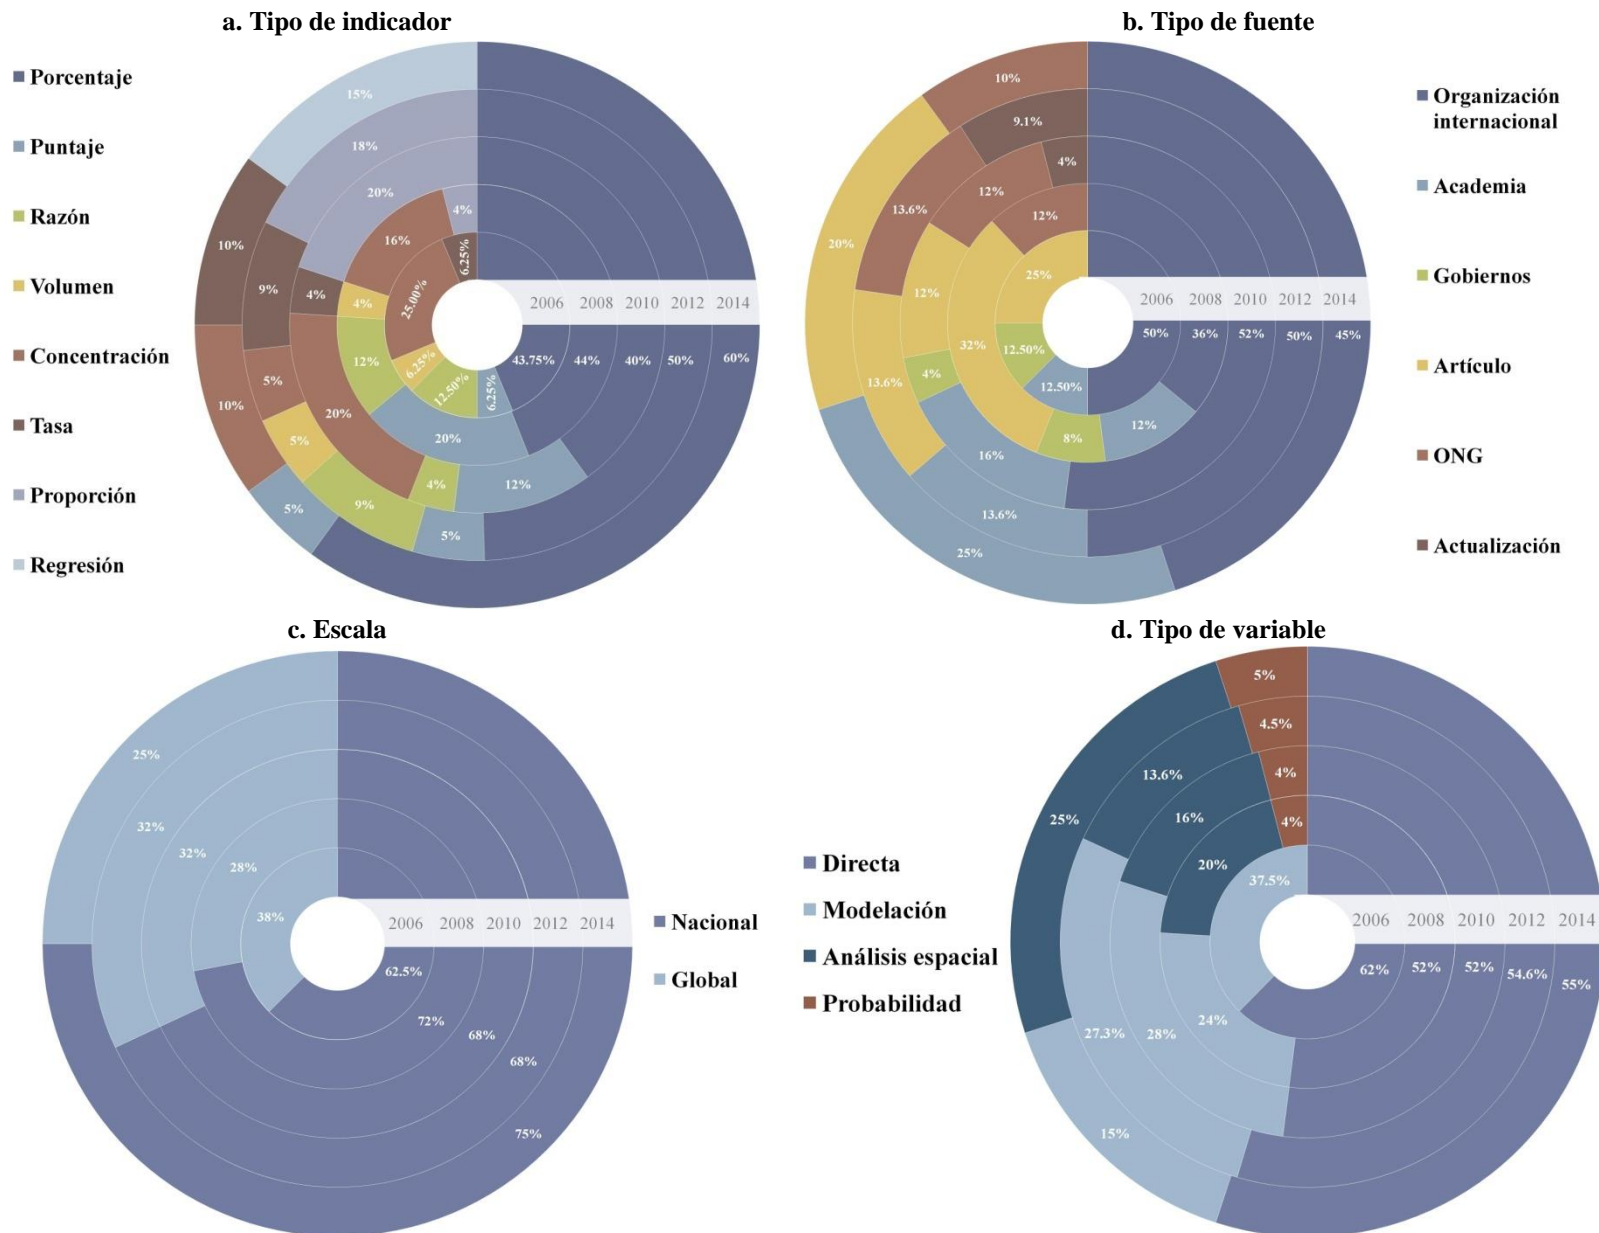 a. Tipo de indicador
Porcentaje
Puntaje
Razón
Volumen
Concentración
Tasa
Proporción
Regresión
15%
18%
20%
4%
16%
6.25%
10%
9%
4%
4%
25.00%
2006 2008 2010 2012 2014
43.75% 44% 40% 50% 60%
12%
6.25%
12.50%
6.25%
5%
10%
20%
5%
20%
4%
12%
9%
5%
5%
b. Tipo de fuente
10%
9.1%
4%
12%
12%
13.6%
20%
25%
12%
2006 2008 2010 2012 2014
50% 36% 52% 50% 45%
12.50%
32%
4%
13.6%
12.50%
12%
8%
16%
13.6%
25%
Organización
internacional
Academia
Gobiernos
Artículo
ONG
Actualización
c. Escala
25%
32%
32%
28%
38%
2006 2008 2010 2012 2014
62.5%
72%
68%
68%
75%
Nacional
Global
d. Tipo de variable
Directa
Modelación
Análisis espacial
Probabilidad
5%
4.5%
4%
4%
13.6%
16%
25%
20%
37.5%
2006 2008 2010 2012 2014
62% 52% 52% 54.6% 55%
24%
28%
27.3%
15%